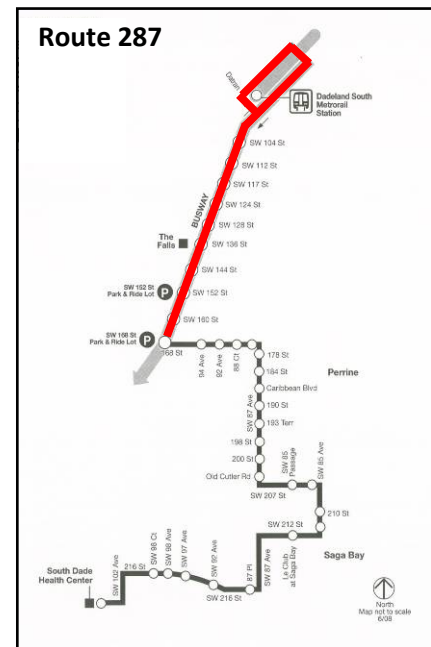 Route 287
Datran
Dadeland South
Metrorail
Station
SW 104 St
SW 112 St
SW 117 St
BUSWAY
SW 124 St
SW 128 St
The
Falls
SW 136 St
SW 144 St
SW 152 St
Park & Ride Lot
P
SW 152 St
SW 160 St
SW 168 St
Park & Ride Lot
P
168 St
94 Ave
92 Ave
88 Ct
178 St
184 St
Perrine
Caribbean Blvd
SW 87 Ave
190 St
193 Terr
198 St
200 St
Old Cutler Rd
SW 85
Passage
SW 85 Ave
SW 207 St
210 St
SW 212 St
Saga Bay
Le Club
at Saga Bay
SW 87 Ave
87 Pl
SW 216 St
SW 92 Ave
SW 97 Ave
SW 98 Ave
SW 98 Ct
216 St
SW 102 Ave
South Dade
Health Center
North
Map not to scale
6/08